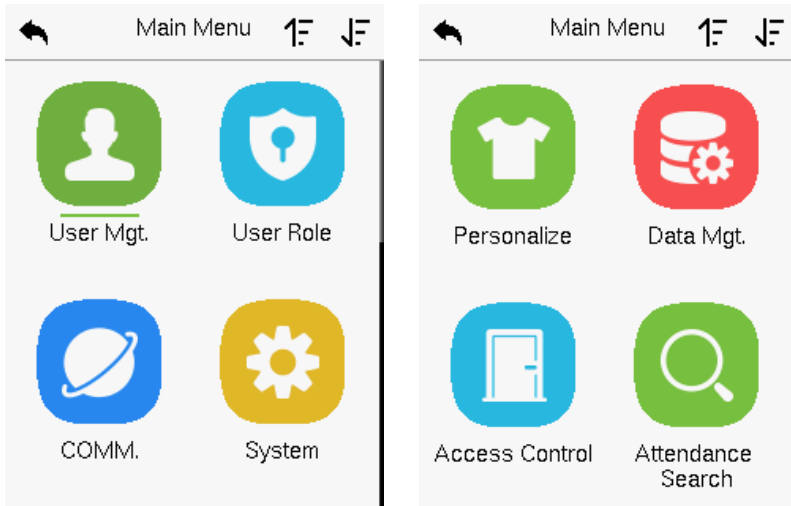 Main Menu
User Mgt.
User Role
COMM.
System
Main Menu
Personalize
Data Mgt.
Access Control
Attendance
Search